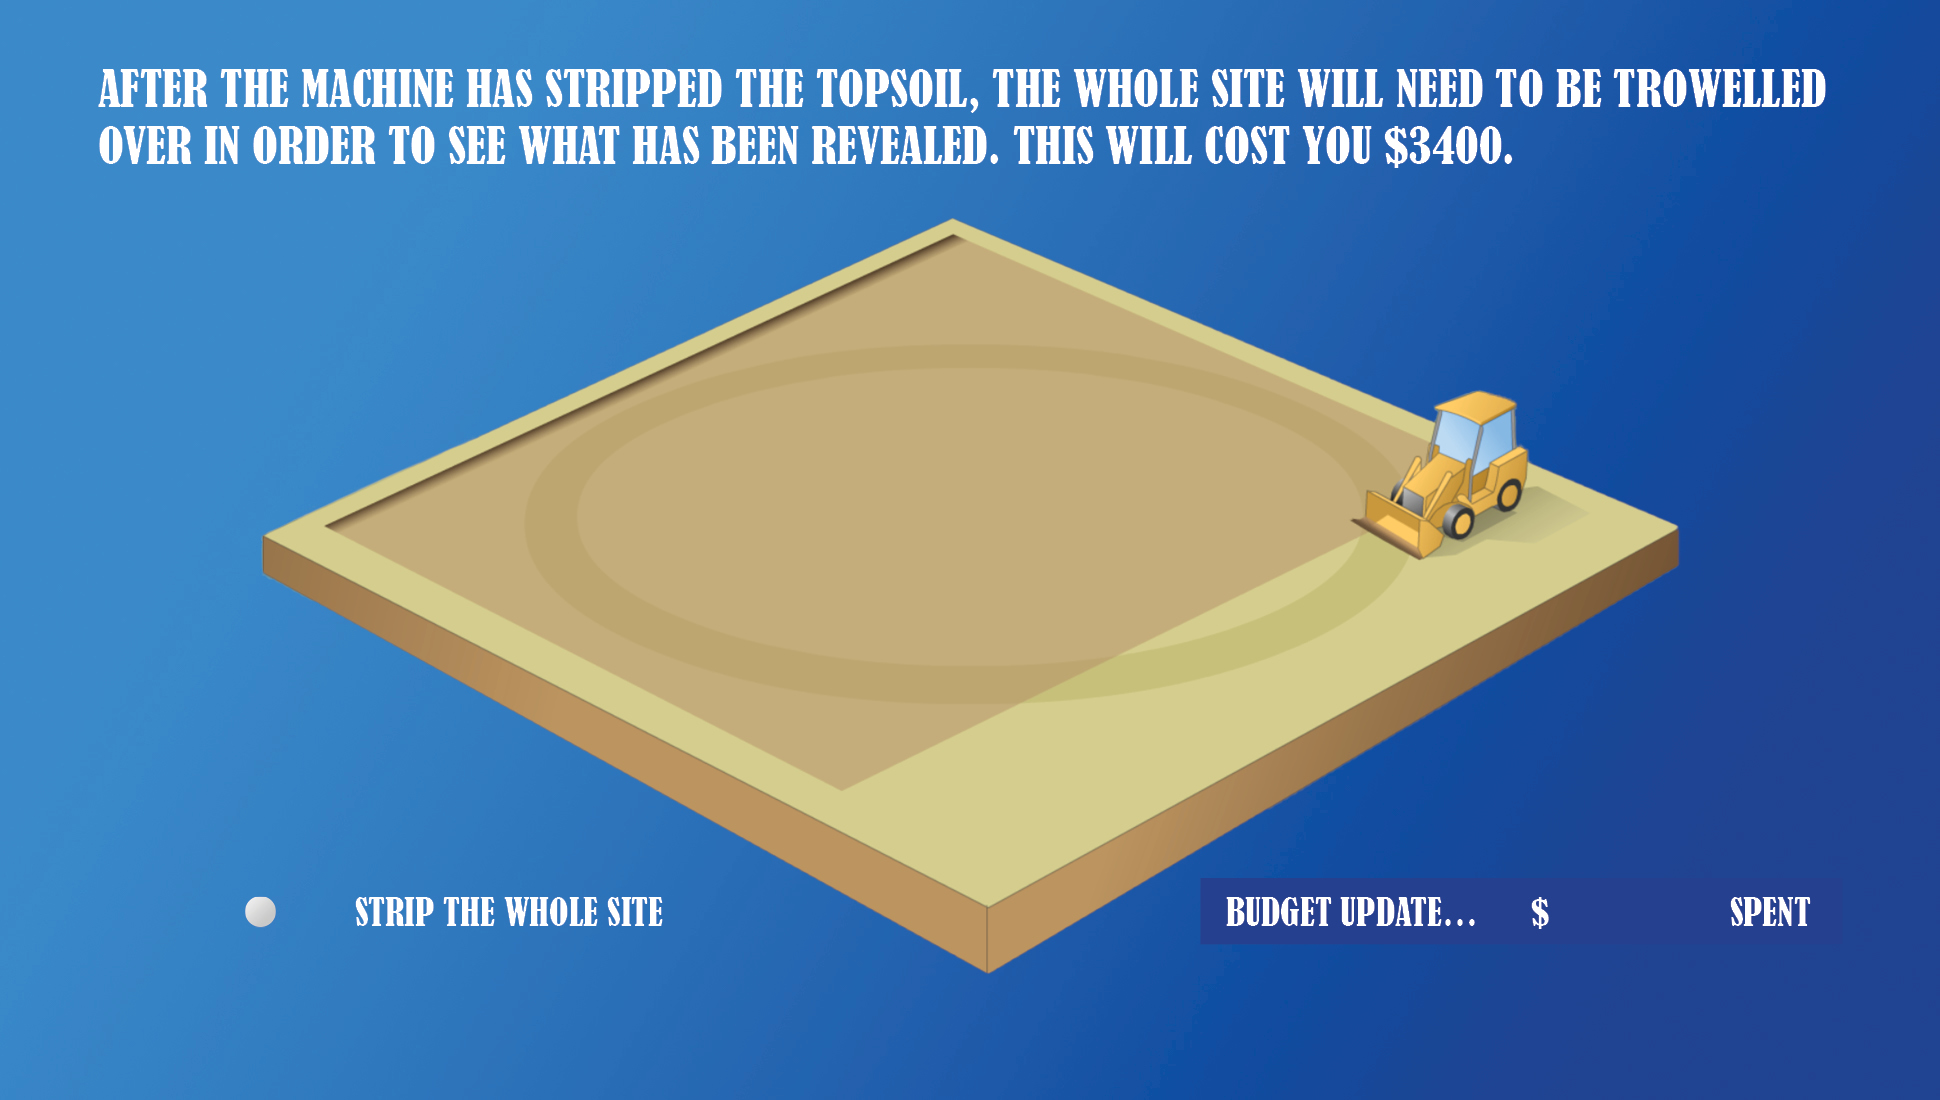 AFTER THE MACHINE HAS STRIPPED THE TOPSOIL, THE WHOLE SITE WILL NEED TO BE TROWELLED
OVER IN ORDER TO SEE WHAT HAS BEEN REVEALED. THIS WILL COST YOU $3400.
STRIP THE WHOLE SITE
BUDGET UPDATE... $ SPENT